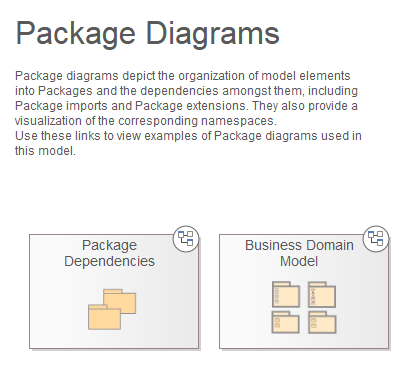 Package Diagrams
Package diagrams depict the organization of model elements
into Packages and the dependencies amongst them, including
Package imports and Package extensions. They also provide a
visualization of the corresponding namespaces.
Use these links to view examples of Package diagrams used in
this model.
Package
Dependencies
Business Domain
Model